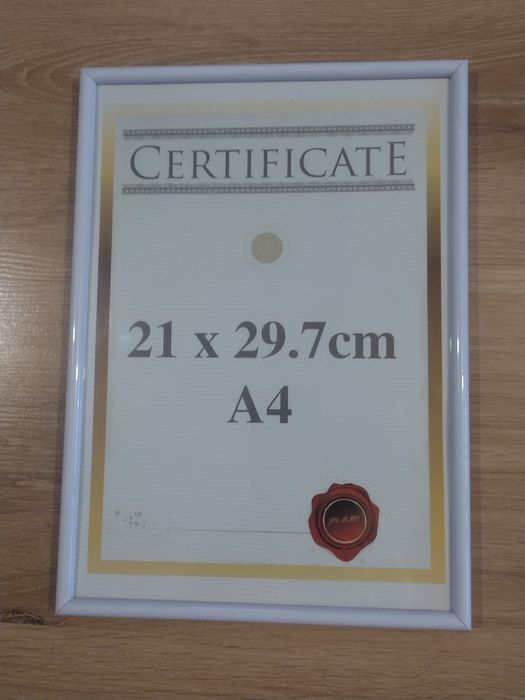 CERTIFICATE
21 x 29.7cm
A4